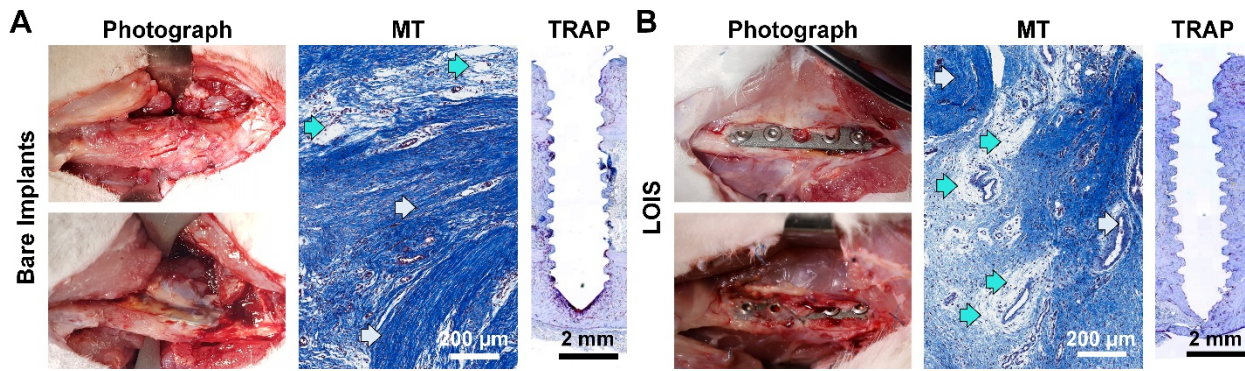 A
Photograph
MT
TRAP
Bare Implants
200 µm
2 mm
B
Photograph
MT
TRAP
LOIS
200 µm
2 mm